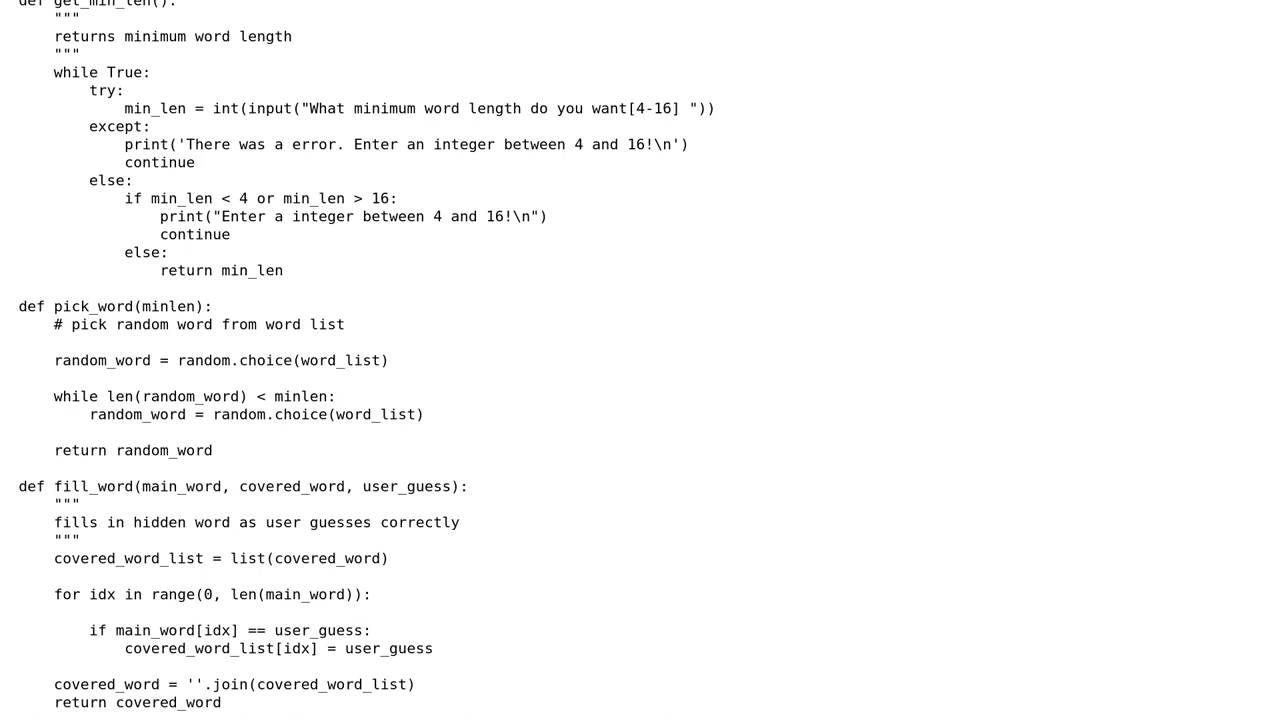 def get_min_len():
    """
    returns minimum word length
    """
    while True:
        try:
            min_len = int(input("What minimum word length do you want[4-16] "))
        except:
            print('There was a error. Enter an integer between 4 and 16!\n')
            continue
        else:
            if min_len < 4 or min_len > 16:
                print("Enter a integer between 4 and 16!\n")
                continue
            else:
                return min_len

def pick_word(minlen):
    # pick random word from word list

    random_word = random.choice(word_list)

    while len(random_word) < minlen:
        random_word = random.choice(word_list)

    return random_word

def fill_word(main_word, covered_word, user_guess):
    """
    fills in hidden word as user guesses correctly
    """
    covered_word_list = list(covered_word)

    for idx in range(0, len(main_word)):

        if main_word[idx] == user_guess:
            covered_word_list[idx] = user_guess

    covered_word = ''.join(covered_word_list)
    return covered_word